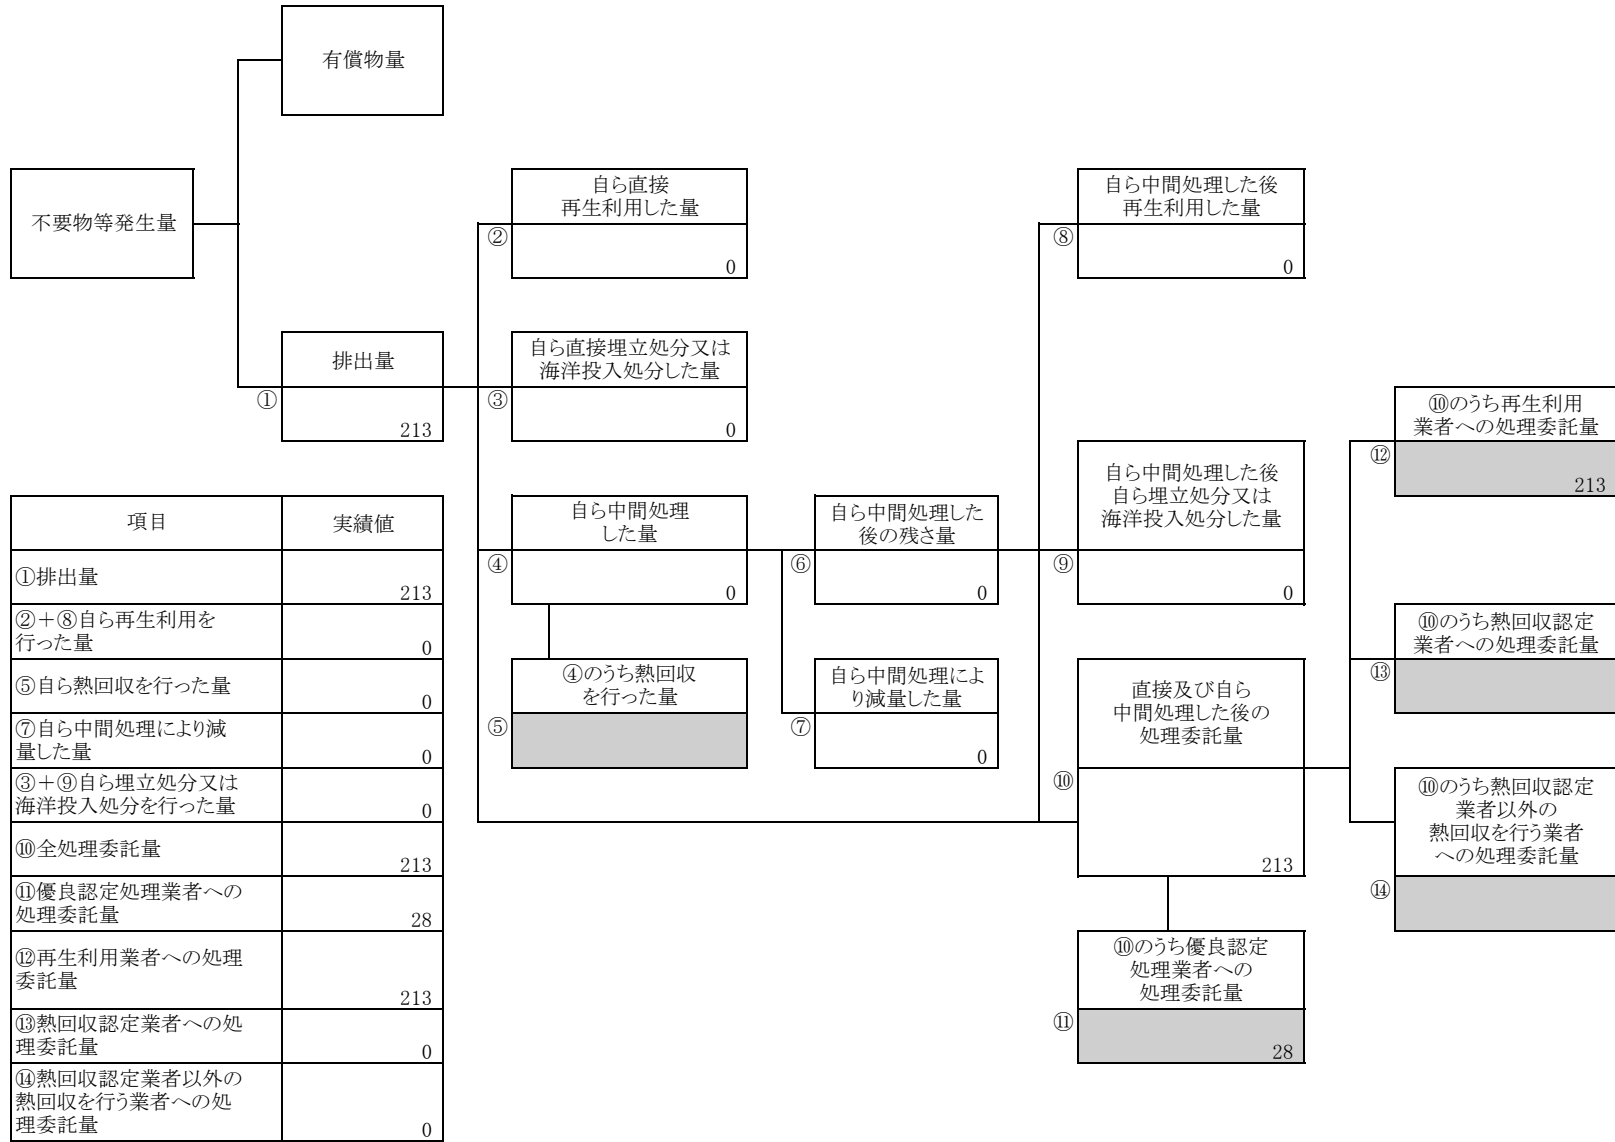 有償物量
不要物等発生量
自ら直接
再生利用した量
②
0
自ら中間処理した後
再生利用した量
⑧
0
排出量
①
213
自ら直接埋立処分又は
海洋投入処分した量
③
0
⑩のうち再生利用
業者への処理委託量
⑫
213
自ら中間処理
した量
④
0
自ら中間処理した
後の残さ量
⑥
0
自ら中間処理した後
自ら埋立処分又は
海洋投入処分した量
⑨
0
⑩のうち熱回収認定
業者への処理委託量
⑬
④のうち熱回収
を行った量
⑤
自ら中間処理によ
り減量した量
⑦
0
直接及び自ら
中間処理した後の
処理委託量
⑩
213
⑩のうち熱回収認定
業者以外の
熱回収を行う業者
への処理委託量
⑭
⑩のうち優良認定
処理業者への
処理委託量
⑪
28
項目 実績値
①排出量
213
②＋⑧自ら再生利用を
行った量
0
⑤自ら熱回収を行った量
0
⑦自ら中間処理により減
量した量
0
③＋⑨自ら埋立処分又は
海洋投入処分を行った量
0
⑩全処理委託量
213
⑪優良認定処理業者への
処理委託量
28
⑫再生利用業者への処理
委託量
213
⑬熱回収認定業者への処
理委託量
0
⑭熱回収認定業者以外の
熱回収を行う業者への処
理委託量
0